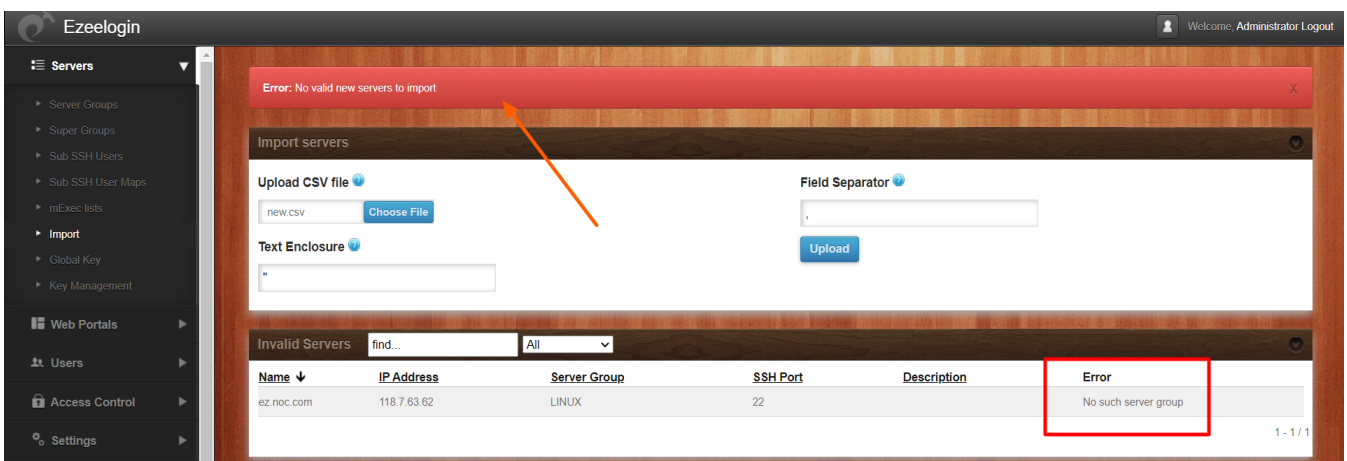 Ezeelogin
Welcome, Administrator Logout
Servers
Server Groups
Super Groups
Sub SSH Users
Sub SSH User Maps
mExec lists
Import
Global Key
Key Management
Web Portals
Users
Access Control
Settings
Error: No valid new servers to import
X
Import servers
Upload CSV file
Field Separator
new.csv Choose File
,
Text Enclosure
Upload
"
Invalid Servers find... All
Name IP Address Server Group SSH Port Description Error
ez.noc.com 118.7.63.62 LINUX 22 No such server group
1 - 1 / 1